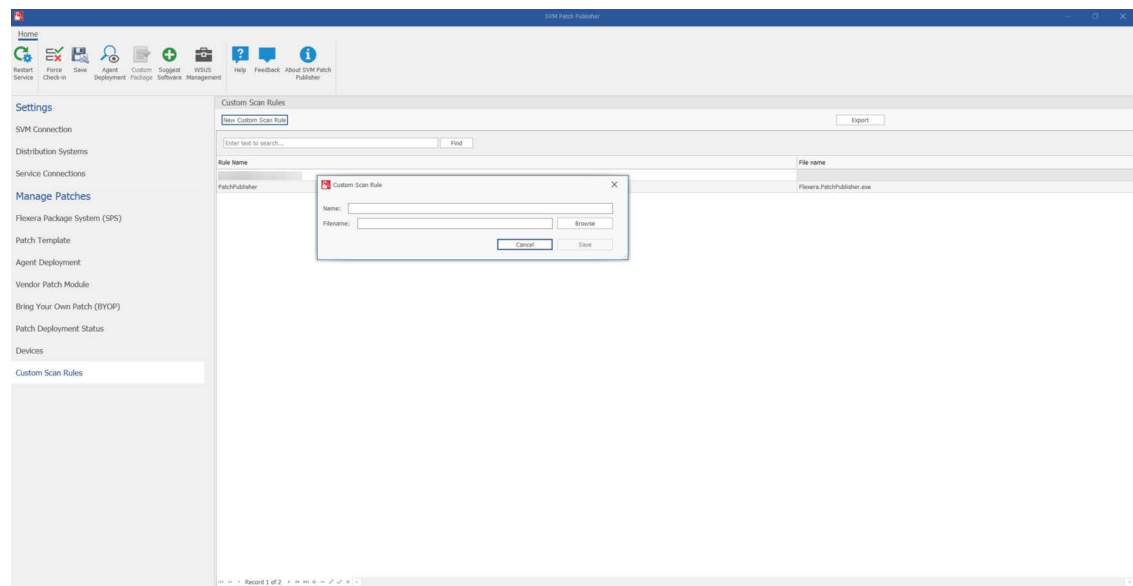 SVM Patch Publisher
Home
Restart Service
Force Check-in
Save
Agent Deployment
Custom Package
Suggest Software
WSUS Management
Help
Feedback
About SVM Patch Publisher
Settings
SVM Connection
Distribution Systems
Service Connections
Manage Patches
Flexera Package System (SPS)
Patch Template
Agent Deployment
Vendor Patch Module
Bring Your Own Patch (BYOP)
Patch Deployment Status
Devices
Custom Scan Rules
Custom Scan Rules
New Custom Scan Rule
Export
Enter text to search...
Find
Rule Name
File name
PatchPublisher
Flexera.PatchPublisher.exe
Custom Scan Rule
Name:
Filename:
Browse
Cancel
Save
Record 1 of 2